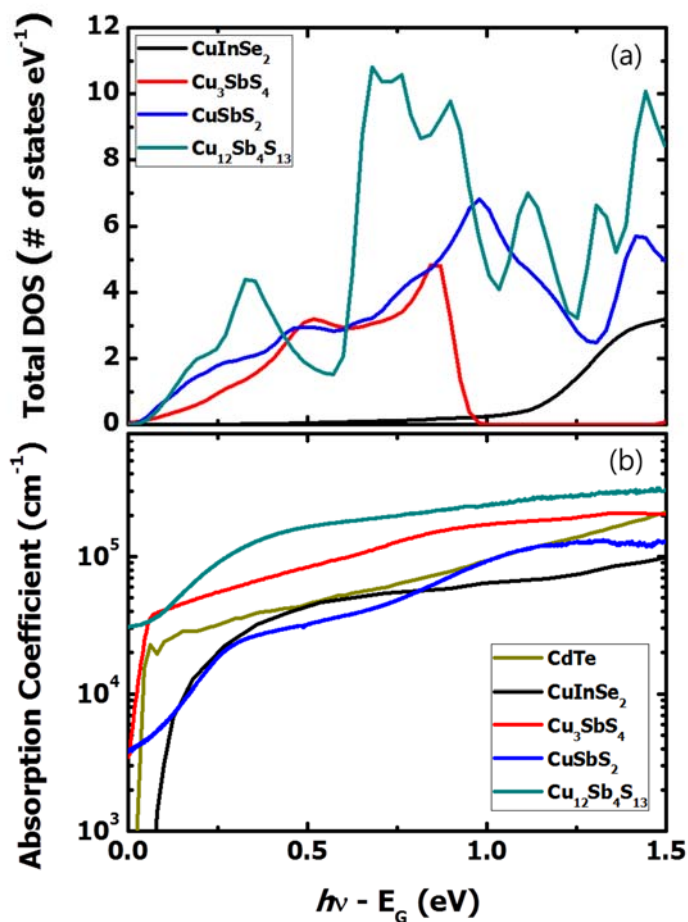 12
10
8
6
4
2
0
Total DOS (# of states eV⁻¹)
(a)
CuInSe₂
Cu₃SbS₄
CuSbS₂
Cu₁₂Sb₄S₁₃
Absorption Coefficient (cm⁻¹)
10⁵
10⁴
10³
(b)
CdTe
CuInSe₂
Cu₃SbS₄
CuSbS₂
Cu₁₂Sb₄S₁₃
0.0 0.5 1.0 1.5
hν - E_G (eV)